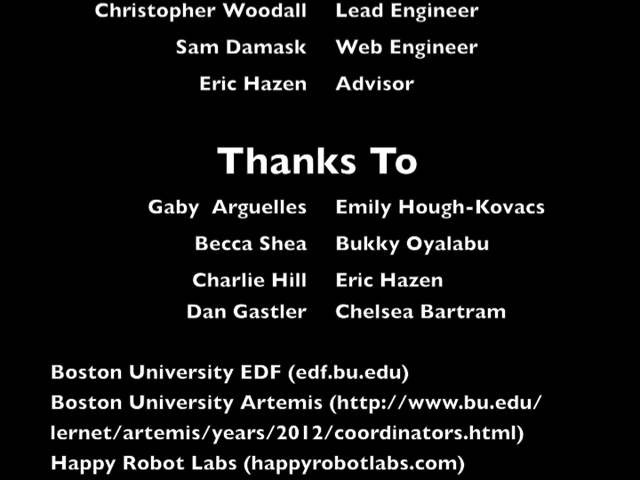 Christopher Woodall Lead Engineer
Sam Damask Web Engineer
Eric Hazen Advisor
Thanks To
Gaby Arguelles Emily Hough-Kovacs
Becca Shea Bukky Oyalabu
Charlie Hill Eric Hazen
Dan Gastler Chelsea Bartram
Boston University EDF (edf.bu.edu)
Boston University Artemis (http://www.bu.edu/
lernet/artemis/years/2012/coordinators.html)
Happy Robot Labs (happyrobotlabs.com)